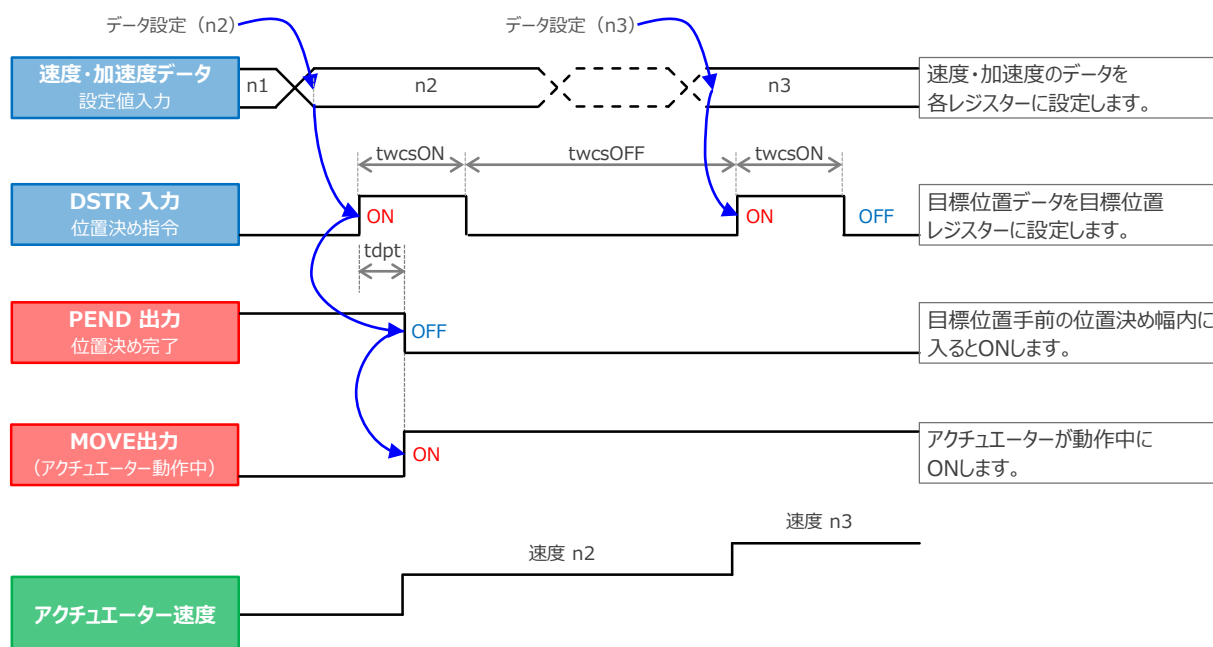 データ設定（n2）
データ設定（n3）
速度・加速度データ
設定値入力
n1
n2
n3
速度・加速度のデータを
各レジスターに設定します。
twcsON
twcsOFF
twcsON
DSTR 入力
位置決め指令
ON
ON
OFF
目標位置データを目標位置
レジスターに設定します。
tdpt
PEND 出力
位置決め完了
OFF
目標位置手前の位置決め幅内に
入るとONします。
MOVE出力
（アクチュエーター動作中）
ON
アクチュエーターが動作中に
ONします。
速度 n3
速度 n2
アクチュエーター速度